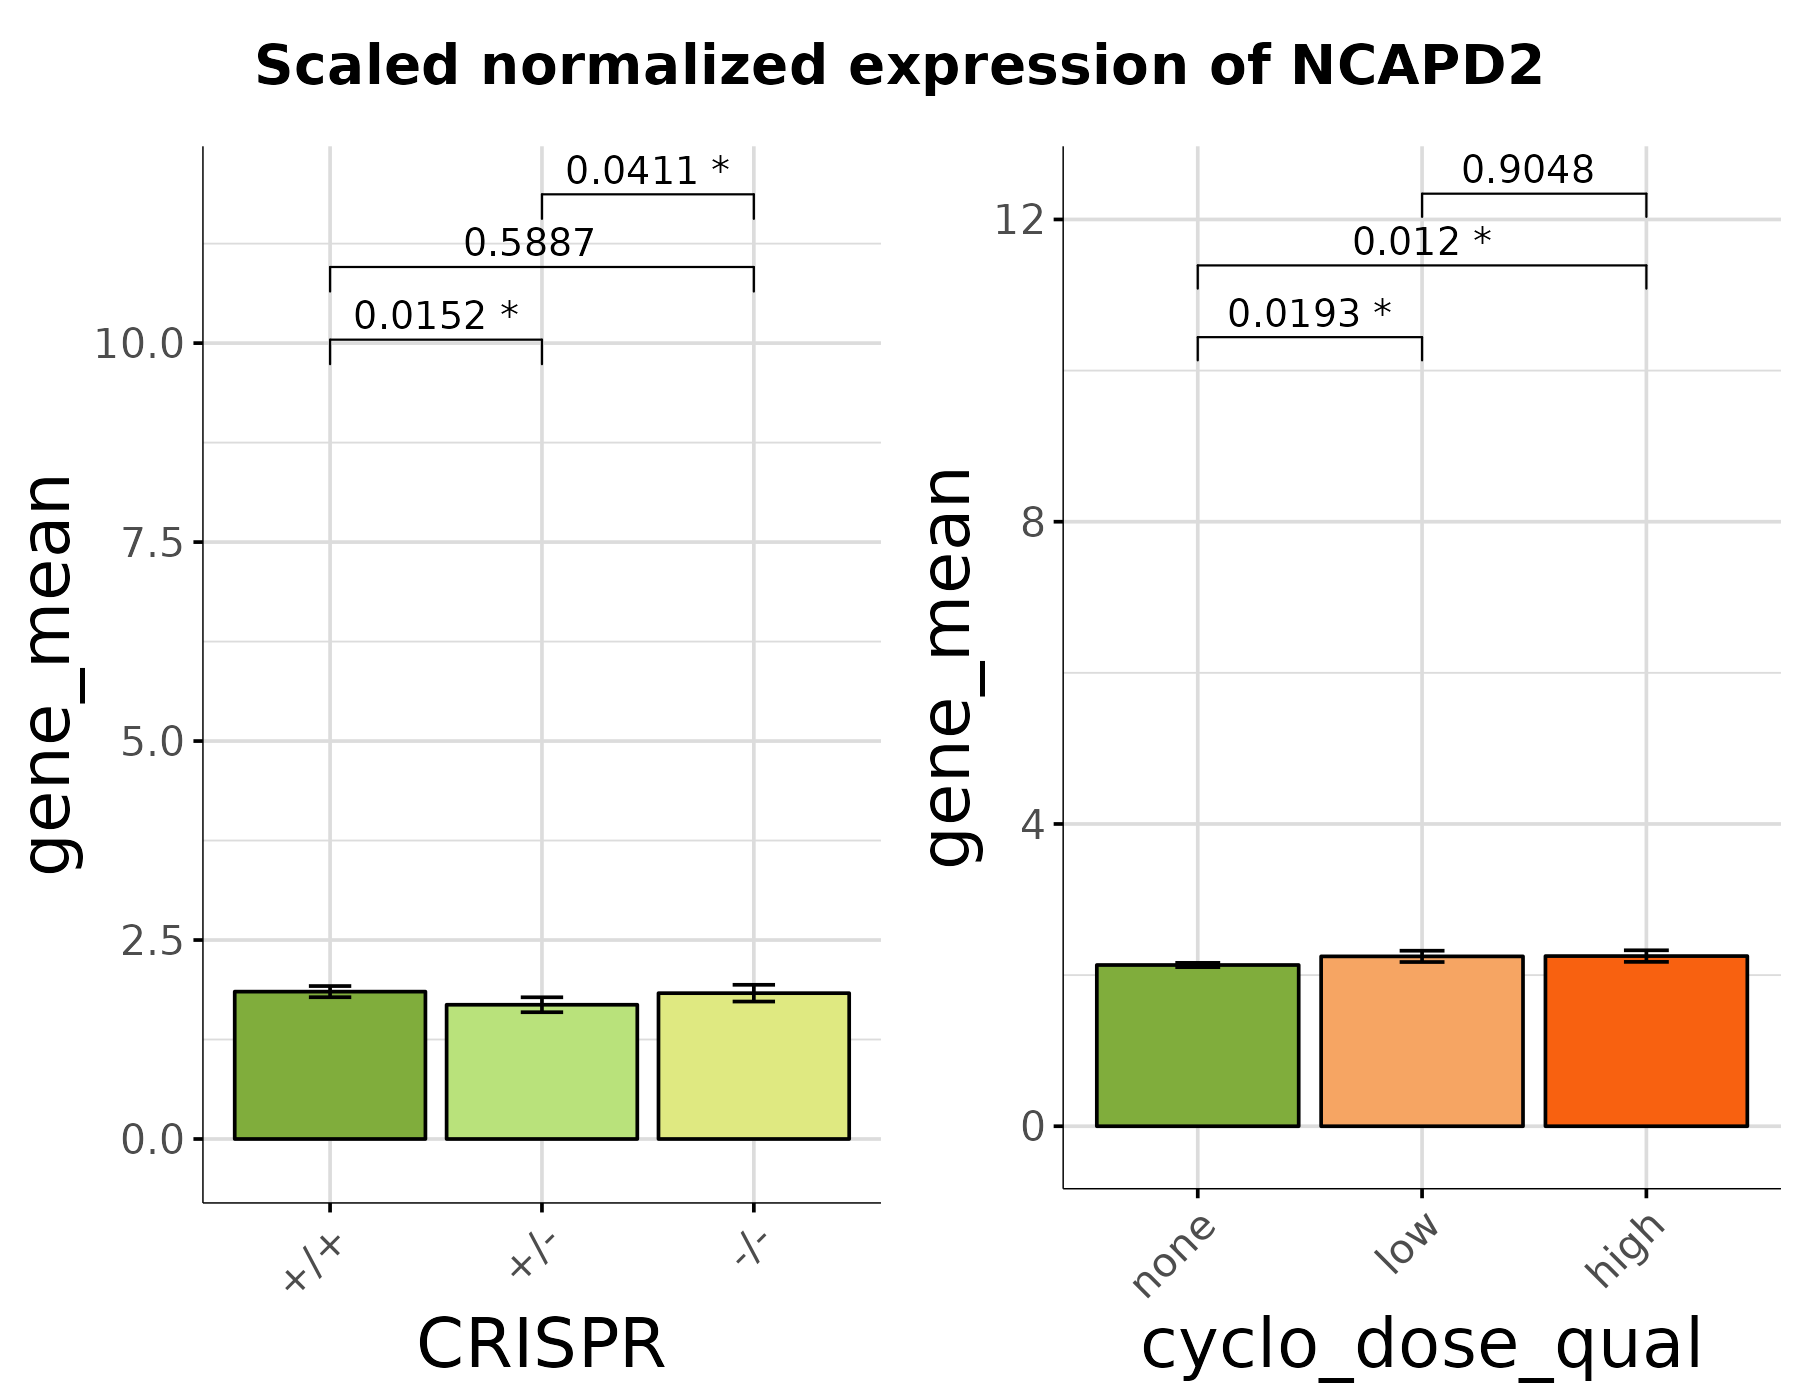 Scaled normalized expression of NCAPD2
0.0411 *
0.5887
0.0152 *
10.0
7.5
5.0
2.5
0.0
gene_mean
+/+
+/-
-/-
CRISPR
0.9048
0.012 *
0.0193 *
12
8
4
0
gene_mean
none
low
high
cyclo_dose_qual